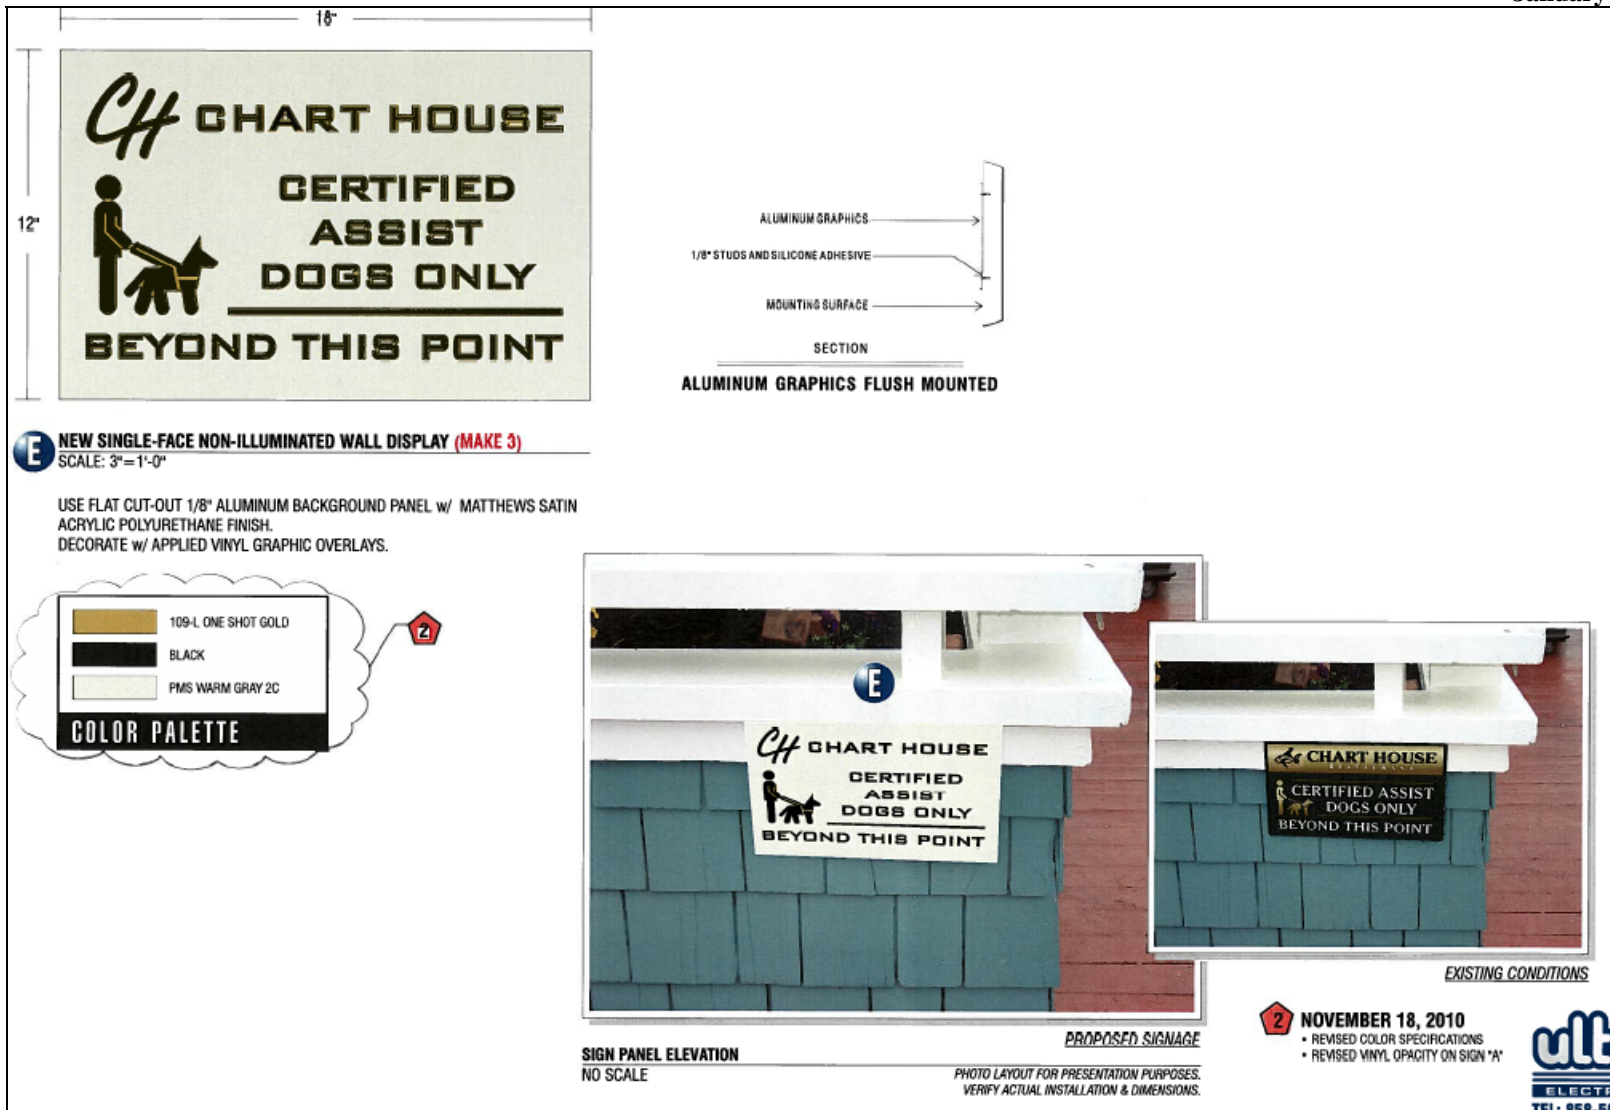 18"
12"
CH CHART HOUSE
CERTIFIED
ASSIST
DOGS ONLY
BEYOND THIS POINT
ALUMINUM GRAPHICS
1/8" STUDS AND SILICONE ADHESIVE
MOUNTING SURFACE
SECTION
ALUMINUM GRAPHICS FLUSH MOUNTED
E
NEW SINGLE-FACE NON-ILLUMINATED WALL DISPLAY (MAKE 3)
SCALE: 3"=1'-0"
USE FLAT CUT-OUT 1/8" ALUMINUM BACKGROUND PANEL w/ MATTHEWS SATIN
ACRYLIC POLYURETHANE FINISH.
DECORATE w/ APPLIED VINYL GRAPHIC OVERLAYS.
109-L ONE SHOT GOLD
BLACK
PMS WARM GRAY 2C
COLOR PALETTE
2
E
CH CHART HOUSE
CERTIFIED
ASSIST
DOGS ONLY
BEYOND THIS POINT
CHART HOUSE
CERTIFIED ASSIST
DOGS ONLY
BEYOND THIS POINT
EXISTING CONDITIONS
PROPOSED SIGNAGE
SIGN PANEL ELEVATION
NO SCALE
PHOTO LAYOUT FOR PRESENTATION PURPOSES.
VERIFY ACTUAL INSTALLATION & DIMENSIONS.
2 NOVEMBER 18, 2010
• REVISED COLOR SPECIFICATIONS
• REVISED VINYL OPACITY ON SIGN "A"